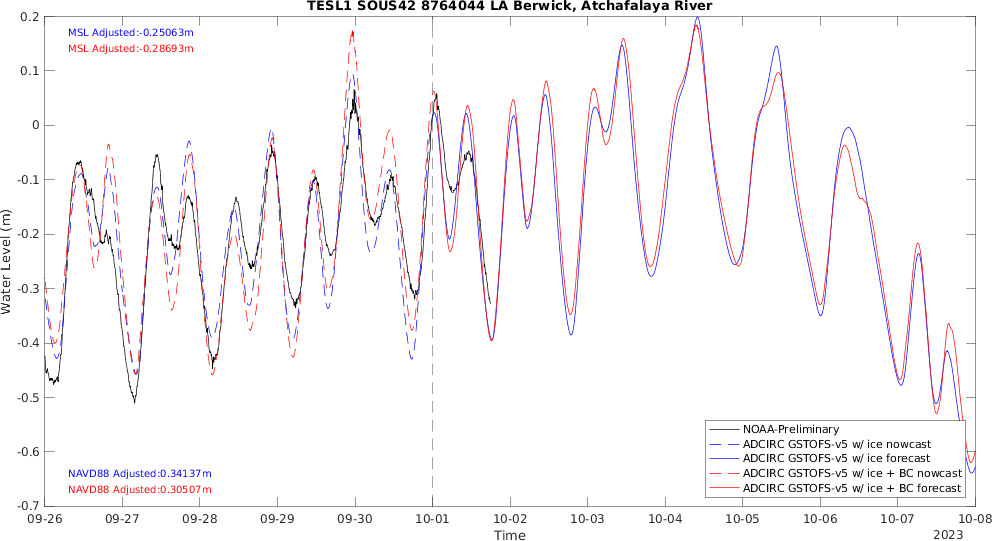 TESL1 SOUS42 8764044 LA Berwick, Atchafalaya River
0.2
MSL Adjusted:-0.25063m
MSL Adjusted:-0.28693m
0.1
0
-0.1
-0.2
Water Level (m)
-0.3
-0.4
-0.5
-0.6
-0.7
NAVD88 Adjusted:0.34137m
NAVD88 Adjusted:0.30507m
NOAA-Preliminary
ADCIRC GSTOFS-v5 w/ ice nowcast
ADCIRC GSTOFS-v5 w/ ice forecast
ADCIRC GSTOFS-v5 w/ ice + BC nowcast
ADCIRC GSTOFS-v5 w/ ice + BC forecast
09-26 09-27 09-28 09-29 09-30 10-01 10-02 10-03 10-04 10-05 10-06 10-07 10-08
Time
2023